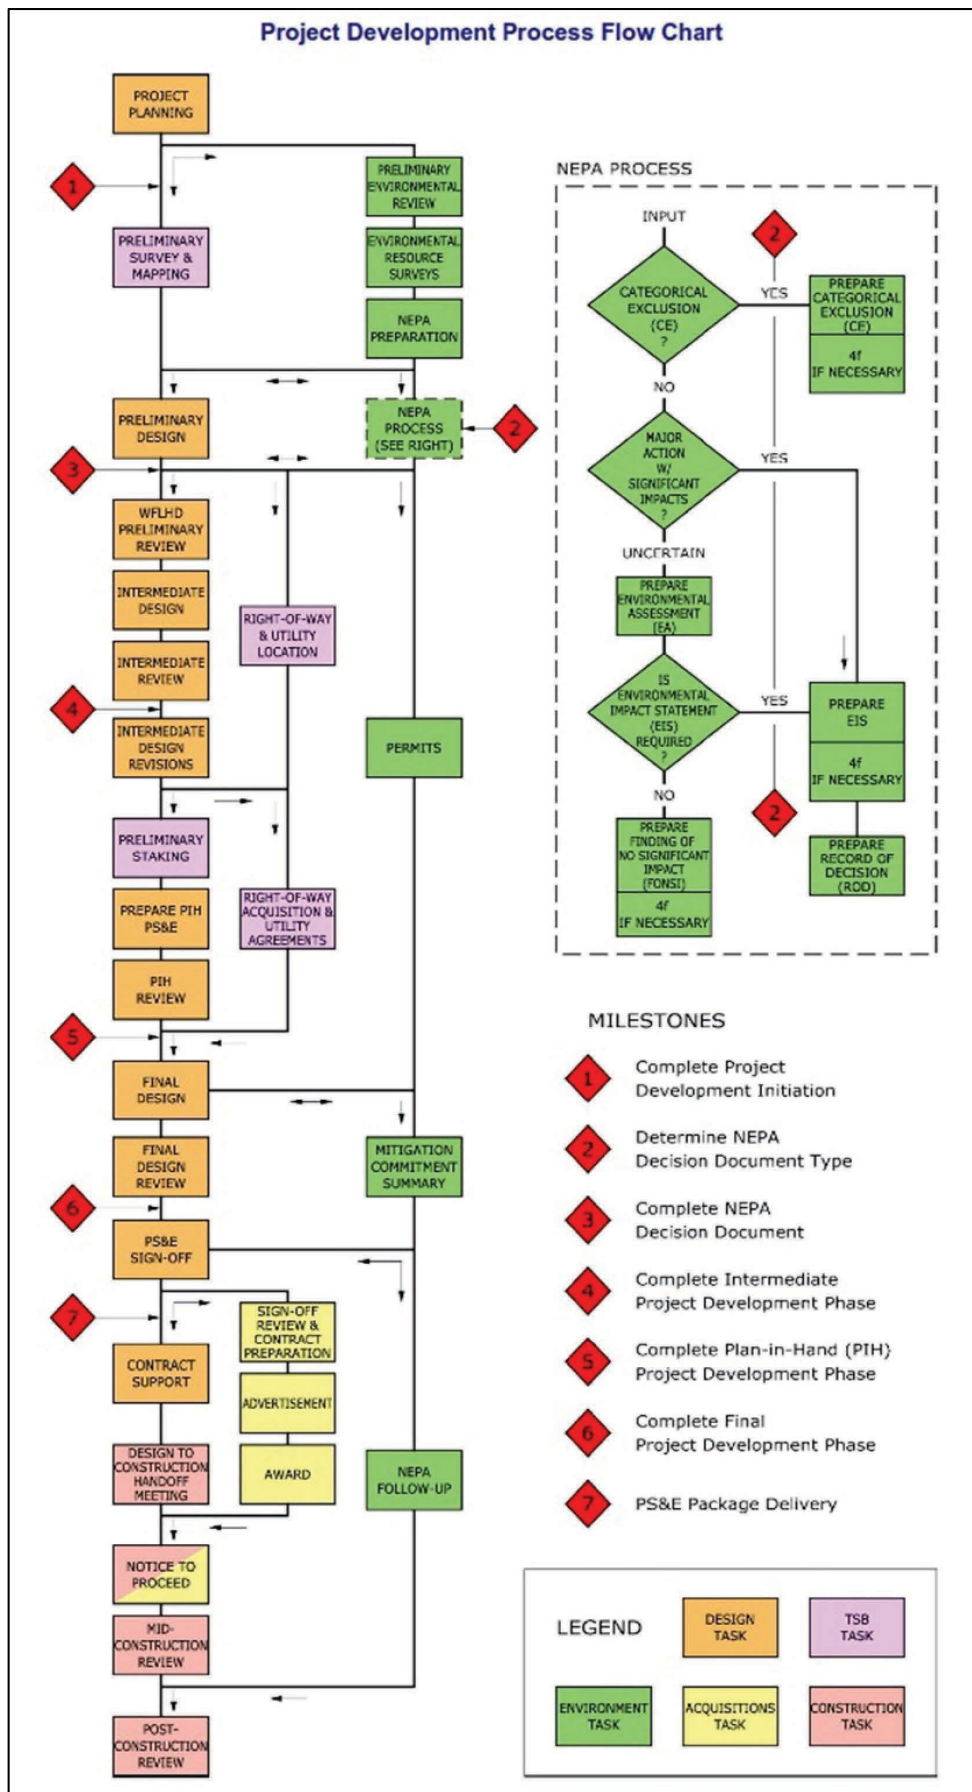 Project Development Process Flow Chart
PROJECT
PLANNING
1
PRELIMINARY
SURVEY &
MAPPING
PRELIMINARY
ENVIRONMENTAL
REVIEW
ENVIRONMENTAL
RESOURCE
SURVEYS
NEPA
PREPARATION
PRELIMINARY
DESIGN
NEPA
PROCESS
(SEE RIGHT)
2
3
WFLHD
PRELIMINARY
REVIEW
INTERMEDIATE
DESIGN
INTERMEDIATE
REVIEW
4
INTERMEDIATE
DESIGN
REVISIONS
RIGHT-OF-WAY
& UTILITY
LOCATION
PERMITS
PRELIMINARY
STAKING
PREPARE PIH
PS&E
PIH
REVIEW
RIGHT-OF-WAY
ACQUISITION &
UTILITY
AGREEMENTS
5
FINAL
DESIGN
FINAL
DESIGN
REVIEW
MITIGATION
COMMITMENT
SUMMARY
6
PS&E
SIGN-OFF
7
CONTRACT
SUPPORT
SIGN-OFF
REVIEW &
CONTRACT
PREPARATION
ADVERTISEMENT
AWARD
DESIGN TO
CONSTRUCTION
HANDOFF
MEETING
NEPA
FOLLOW-UP
NOTICE TO
PROCEED
MID-
CONSTRUCTION
REVIEW
POST-
CONSTRUCTION
REVIEW
NEPA PROCESS
INPUT
2
CATEGORICAL
EXCLUSION
(CE)
?
YES
PREPARE
CATEGORICAL
EXCLUSION
(CE)
4f
IF NECESSARY
NO
MAJOR
ACTION
W/
SIGNIFICANT
IMPACTS
?
YES
UNCERTAIN
PREPARE
ENVIRONMENTAL
ASSESSMENT
(EA)
IS
ENVIRONMENTAL
IMPACT STATEMENT
(EIS)
REQUIRED
?
YES
PREPARE
EIS
4f
IF NECESSARY
NO
2
PREPARE
FINDING OF
NO SIGNIFICANT
IMPACT
(FONSI)
4f
IF NECESSARY
PREPARE
RECORD OF
DECISION
(ROD)
MILESTONES
1
Complete Project
Development Initiation
2
Determine NEPA
Decision Document Type
3
Complete NEPA
Decision Document
4
Complete Intermediate
Project Development Phase
5
Complete Plan-in-Hand (PIH)
Project Development Phase
6
Complete Final
Project Development Phase
7
PS&E Package Delivery
LEGEND
DESIGN
TASK
TSB
TASK
ENVIRONMENT
TASK
ACQUISITIONS
TASK
CONSTRUCTION
TASK